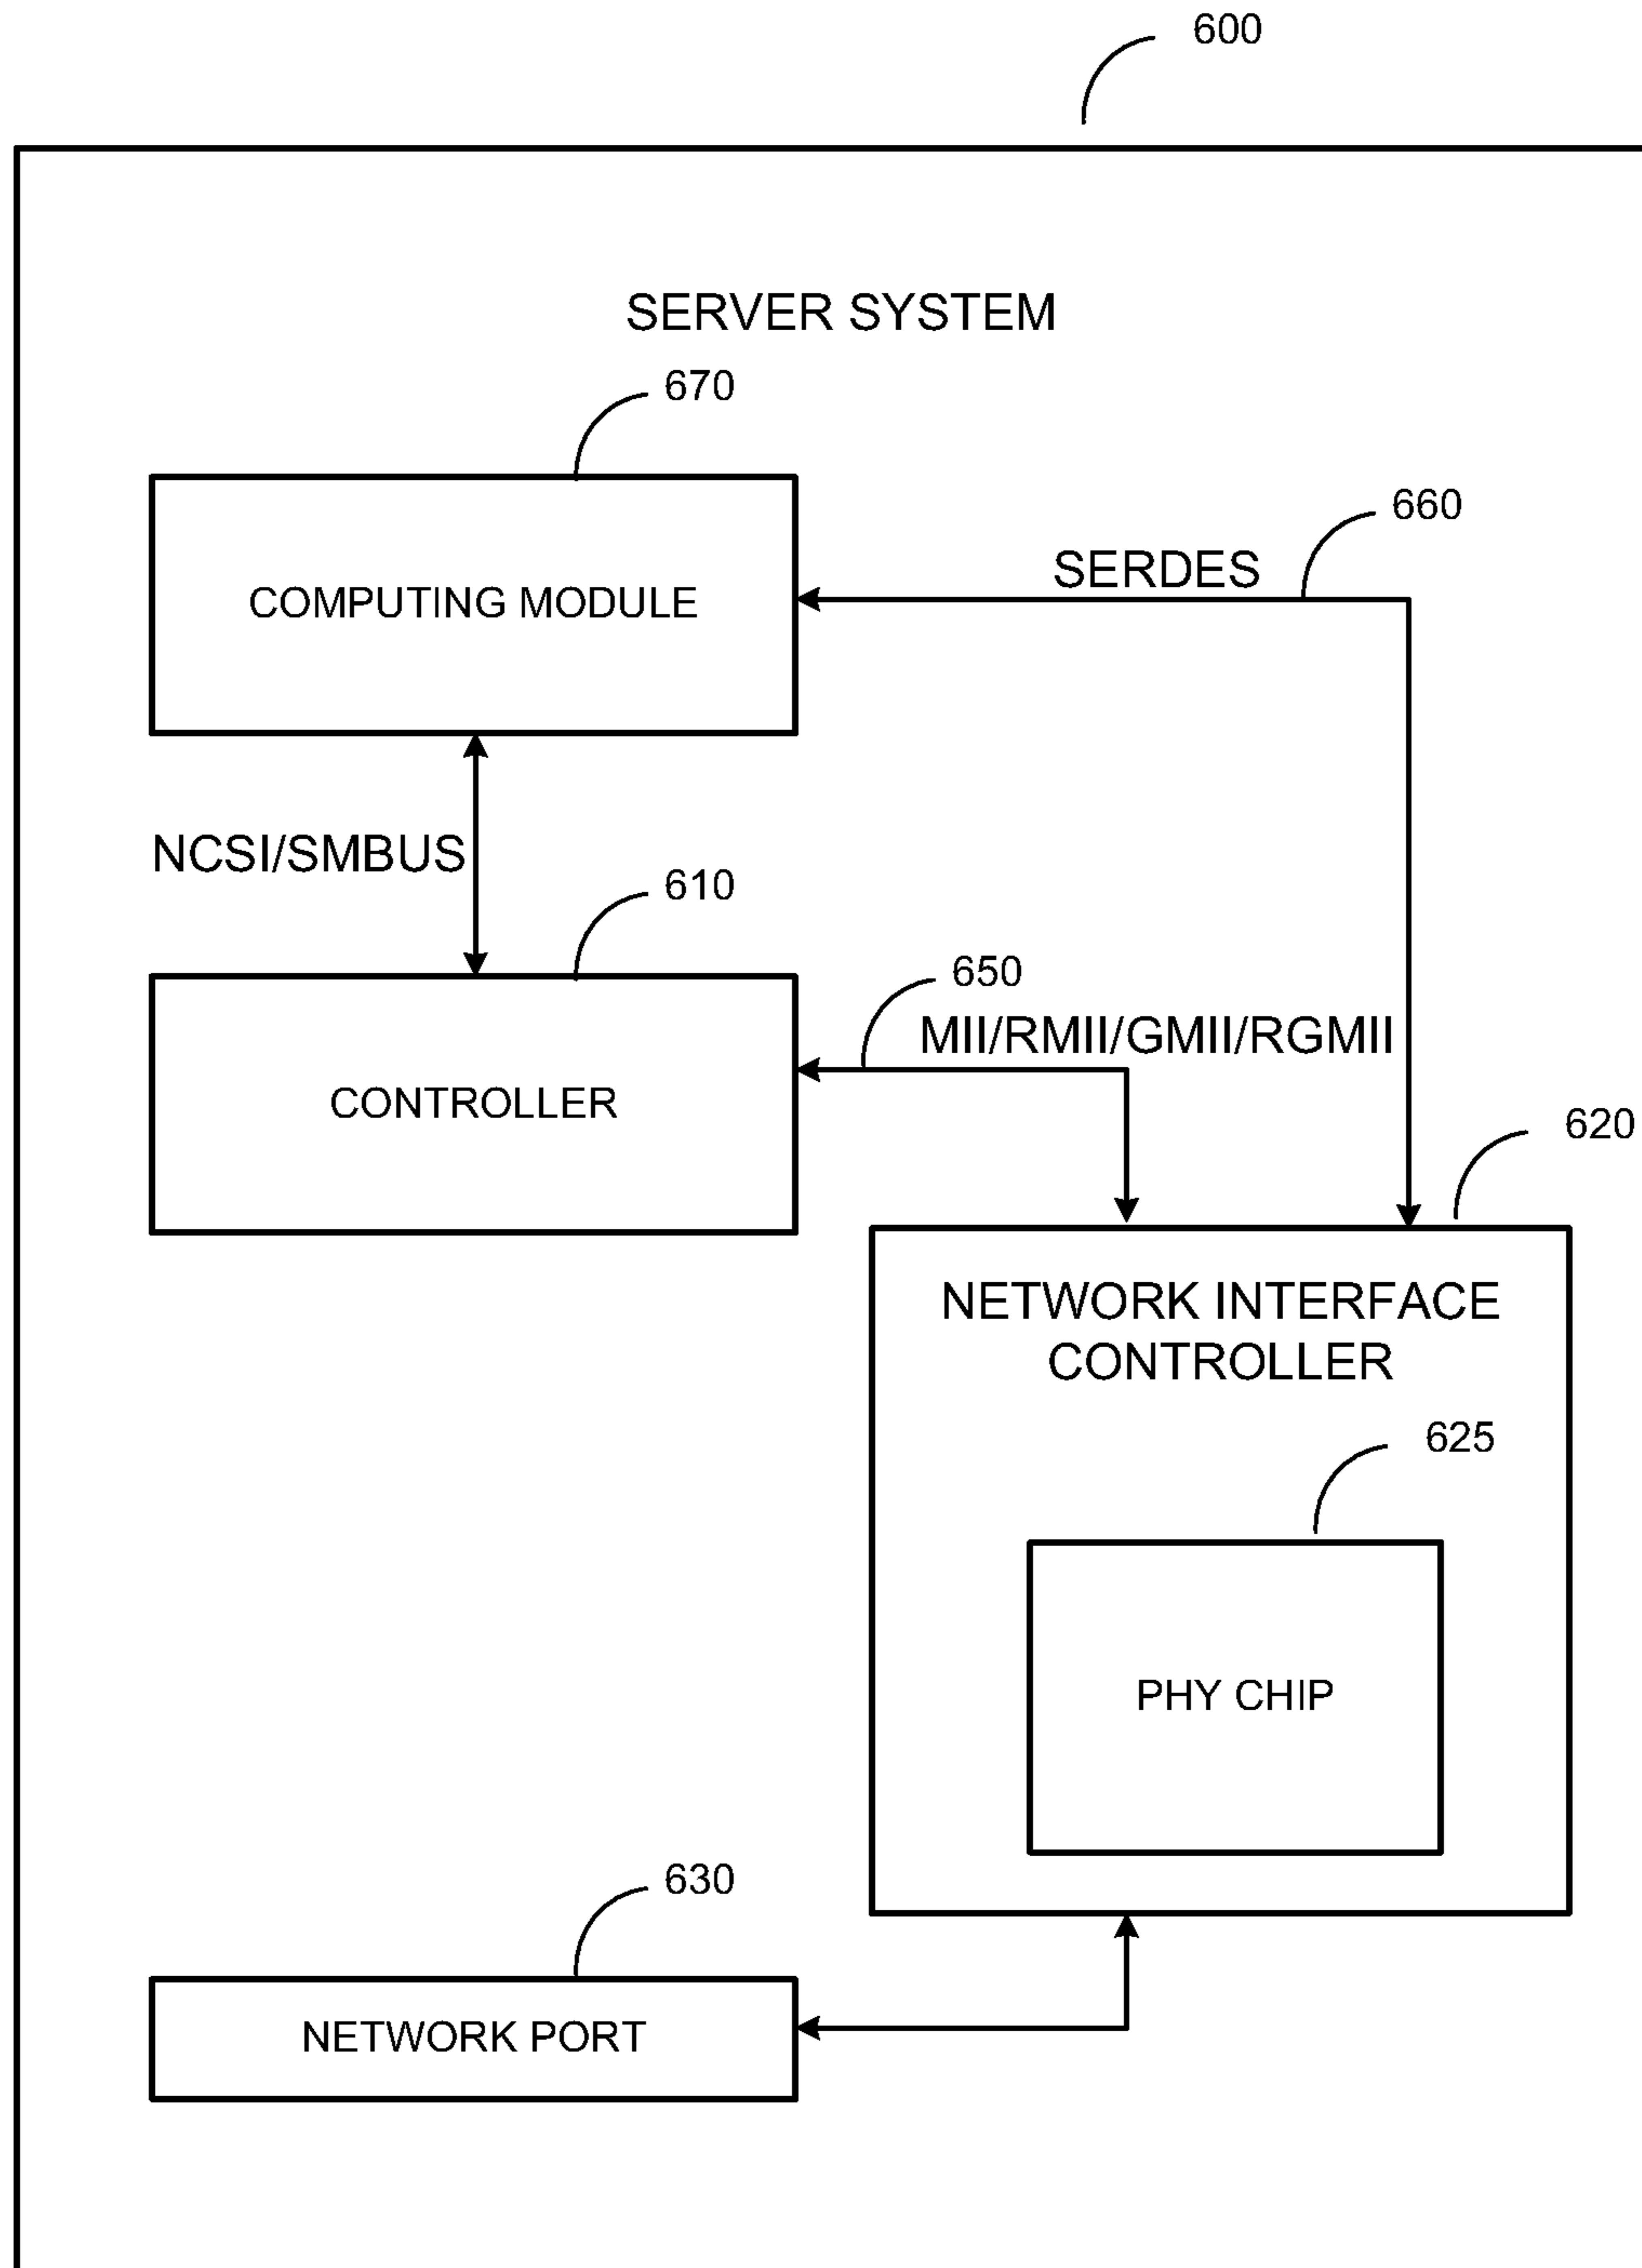 600
SERVER SYSTEM
670
COMPUTING MODULE
660
SERDES
NCSI/SMBUS
610
CONTROLLER
650
MII/RMII/GMII/RGMII
620
NETWORK INTERFACE
CONTROLLER
625
PHY CHIP
630
NETWORK PORT